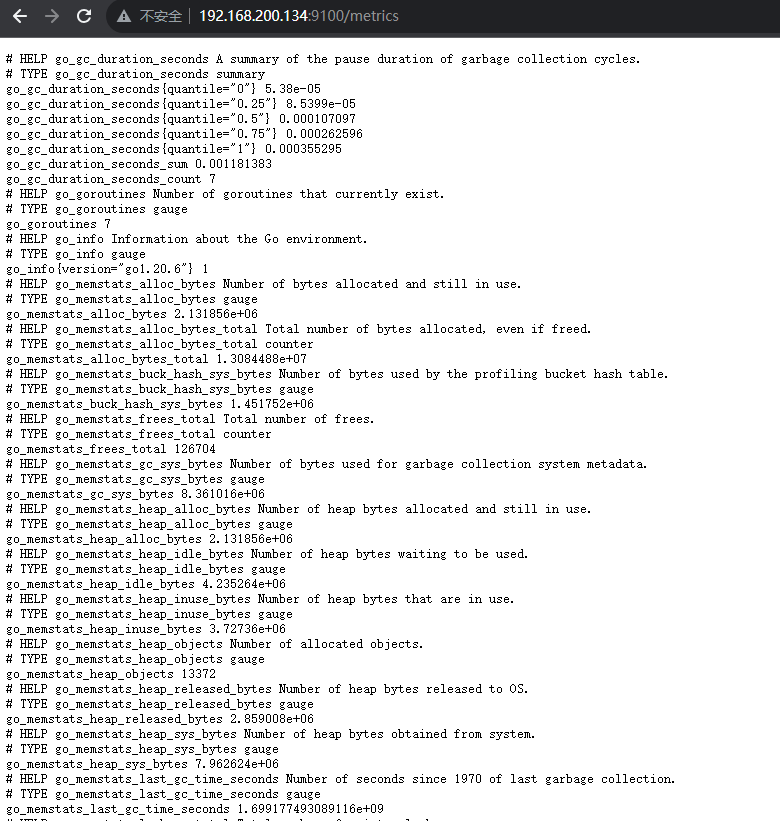 不安全 192.168.200.134:9100/metrics
# HELP go_gc_duration_seconds A summary of the pause duration of garbage collection cycles.
# TYPE go_gc_duration_seconds summary
go_gc_duration_seconds{quantile="0"} 5.38e-05
go_gc_duration_seconds{quantile="0.25"} 8.5399e-05
go_gc_duration_seconds{quantile="0.5"} 0.000107097
go_gc_duration_seconds{quantile="0.75"} 0.000262596
go_gc_duration_seconds{quantile="1"} 0.000355295
go_gc_duration_seconds_sum 0.001181383
go_gc_duration_seconds_count 7
# HELP go_goroutines Number of goroutines that currently exist.
# TYPE go_goroutines gauge
go_goroutines 7
# HELP go_info Information about the Go environment.
# TYPE go_info gauge
go_info{version="go1.20.6"} 1
# HELP go_memstats_alloc_bytes Number of bytes allocated and still in use.
# TYPE go_memstats_alloc_bytes gauge
go_memstats_alloc_bytes 2.131856e+06
# HELP go_memstats_alloc_bytes_total Total number of bytes allocated, even if freed.
# TYPE go_memstats_alloc_bytes_total counter
go_memstats_alloc_bytes_total 1.3084488e+07
# HELP go_memstats_buck_hash_sys_bytes Number of bytes used by the profiling bucket hash table.
# TYPE go_memstats_buck_hash_sys_bytes gauge
go_memstats_buck_hash_sys_bytes 1.451752e+06
# HELP go_memstats_frees_total Total number of frees.
# TYPE go_memstats_frees_total counter
go_memstats_frees_total 126704
# HELP go_memstats_gc_sys_bytes Number of bytes used for garbage collection system metadata.
# TYPE go_memstats_gc_sys_bytes gauge
go_memstats_gc_sys_bytes 8.361016e+06
# HELP go_memstats_heap_alloc_bytes Number of heap bytes allocated and still in use.
# TYPE go_memstats_heap_alloc_bytes gauge
go_memstats_heap_alloc_bytes 2.131856e+06
# HELP go_memstats_heap_idle_bytes Number of heap bytes waiting to be used.
# TYPE go_memstats_heap_idle_bytes gauge
go_memstats_heap_idle_bytes 4.235264e+06
# HELP go_memstats_heap_inuse_bytes Number of heap bytes that are in use.
# TYPE go_memstats_heap_inuse_bytes gauge
go_memstats_heap_inuse_bytes 3.72736e+06
# HELP go_memstats_heap_objects Number of allocated objects.
# TYPE go_memstats_heap_objects gauge
go_memstats_heap_objects 13372
# HELP go_memstats_heap_released_bytes Number of heap bytes released to OS.
# TYPE go_memstats_heap_released_bytes gauge
go_memstats_heap_released_bytes 2.859008e+06
# HELP go_memstats_heap_sys_bytes Number of heap bytes obtained from system.
# TYPE go_memstats_heap_sys_bytes gauge
go_memstats_heap_sys_bytes 7.962624e+06
# HELP go_memstats_last_gc_time_seconds Number of seconds since 1970 of last garbage collection.
# TYPE go_memstats_last_gc_time_seconds gauge
go_memstats_last_gc_time_seconds 1.699177493089116e+09